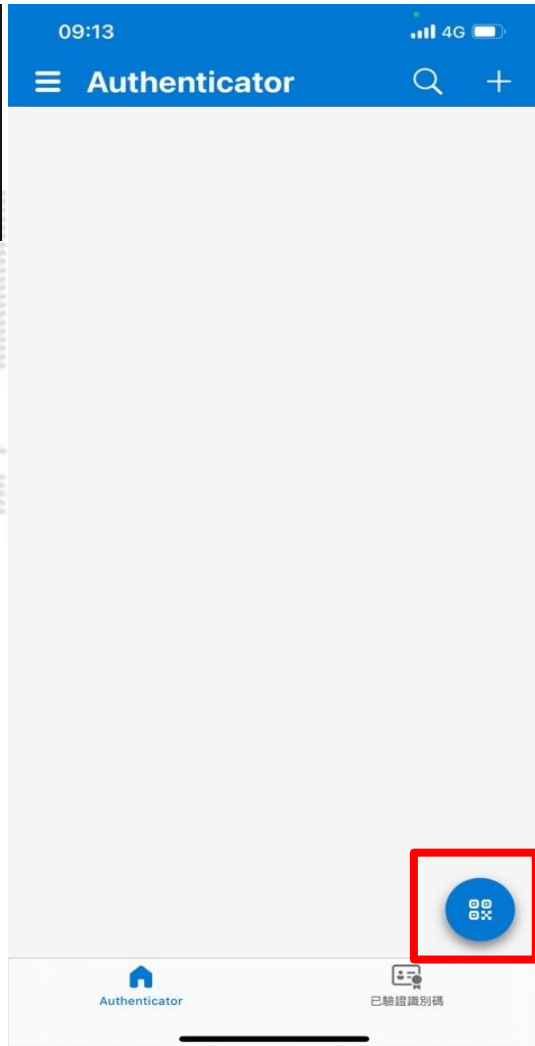 09:13 4G
Authenticator
Authenticator 已驗證識別碼